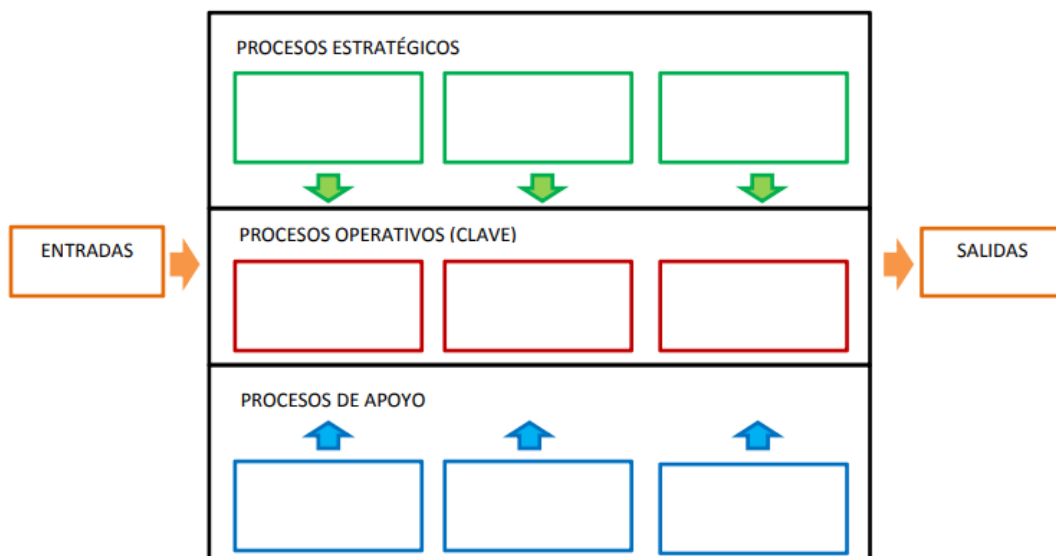 PROCESOS ESTRATÉGICOS
PROCESOS OPERATIVOS (CLAVE)
ENTRADAS
SALIDAS
PROCESOS DE APOYO